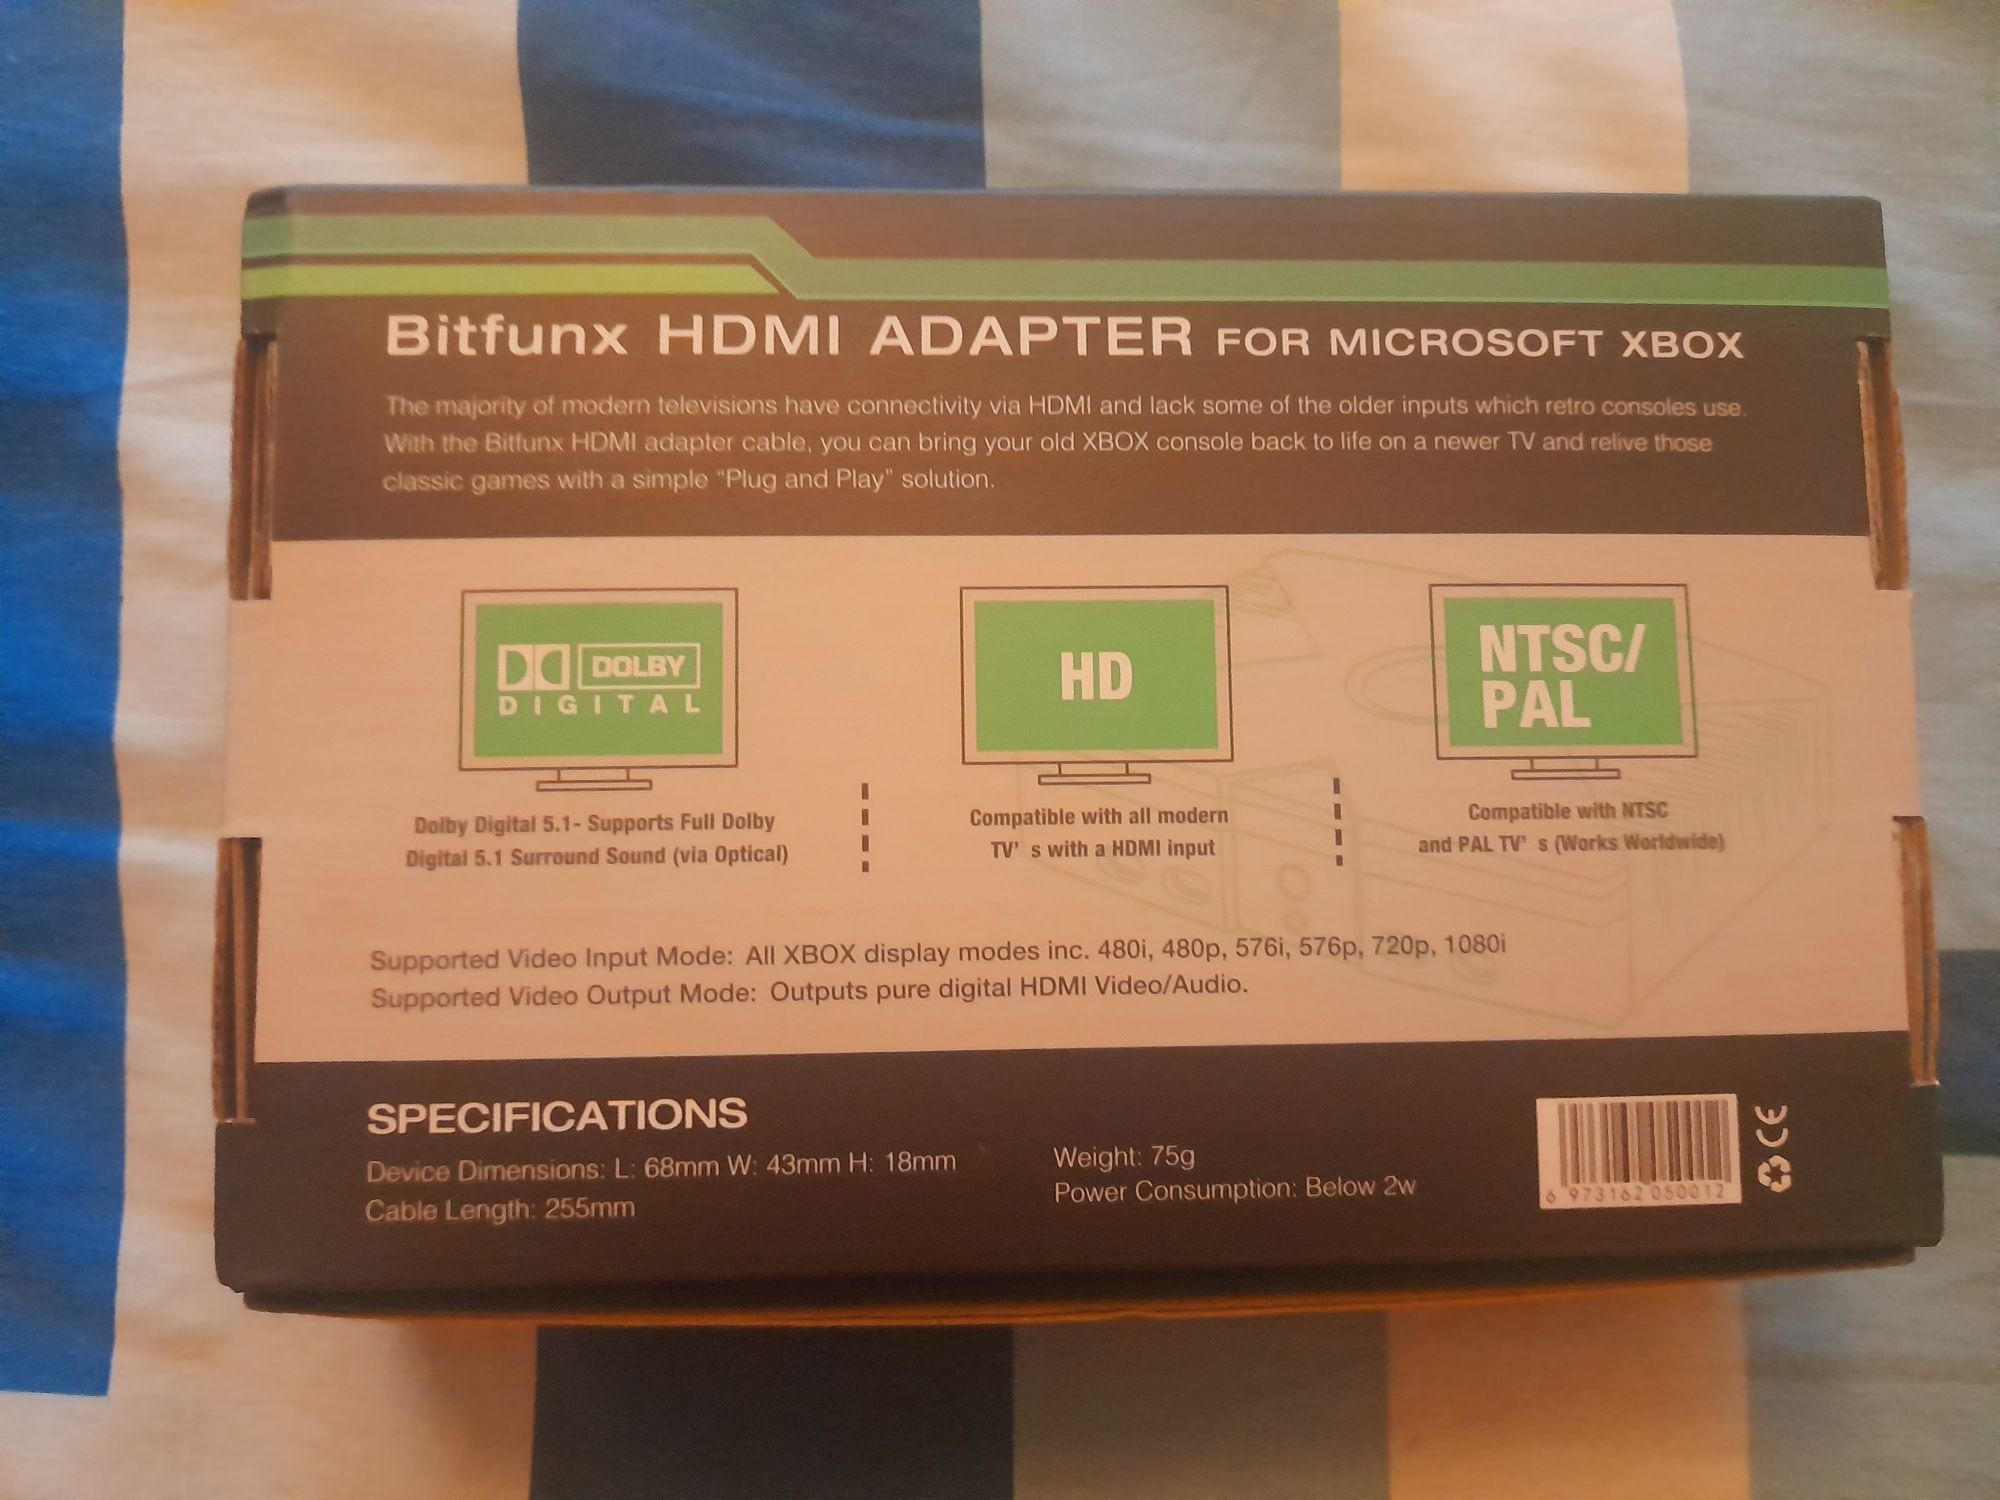 Bitfunx HDMI ADAPTER FOR MICROSOFT XBOX
The majority of modern televisions have connectivity via HDMI and lack some of the older inputs which retro consoles use.
With the Bitfunx HDMI adapter cable, you can bring your old XBOX console back to life on a newer TV and relive those
classic games with a simple “Plug and Play” solution.
DOLBY
DIGITAL
HD
NTSC/
PAL
Dolby Digital 5.1- Supports Full Dolby
Digital 5.1 Surround Sound (via Optical)
Compatible with all modern
TV’ s with a HDMI input
Compatible with NTSC
and PAL TV’ s (Works Worldwide)
Supported Video Input Mode: All XBOX display modes inc. 480i, 480p, 576i, 576p, 720p, 1080i
Supported Video Output Mode: Outputs pure digital HDMI Video/Audio.
SPECIFICATIONS
Device Dimensions: L: 68mm W: 43mm H: 18mm
Cable Length: 255mm
Weight: 75g
Power Consumption: Below 2w
6 973162 050012
CE